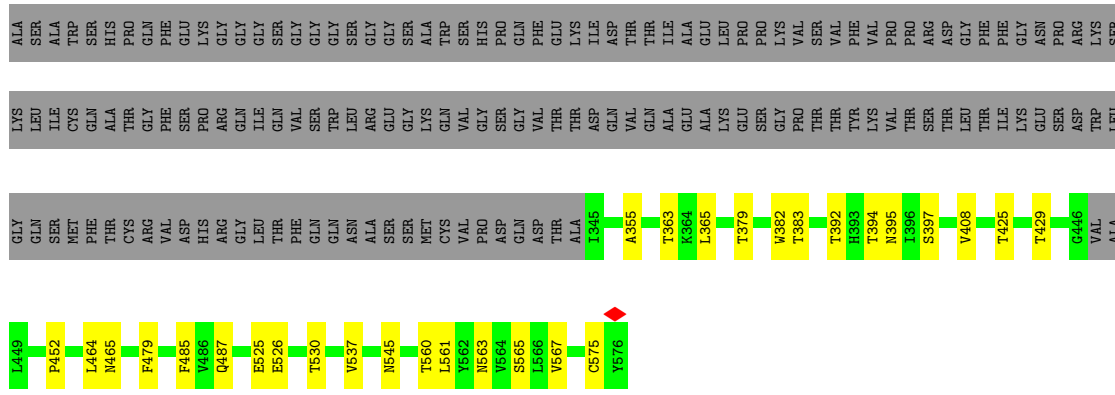 ALA SER ALA TRP SER HIS PRO GLN PHE GLU LYS GLY GLY GLY SER GLY GLY GLY SER GLY GLY SER ALA TRP SER HIS PRO GLN PHE GLU LYS ILE ASP THR THR ILE ALA GLU LEU PRO PRO LYS VAL SER VAL PHE VAL PRO PRO ARG ASP GLY PHE PHE GLY ASN PRO ARG LYS SER
LYS LEU ILE CYS GLN ALA THR GLY PHE SER PRO ARG GLN ILE GLN VAL SER TRP LEU ARG GLU GLY LYS GLN VAL GLY SER GLY VAL THR THR ASP GLN VAL GLN ALA GLU ALA LYS GLU SER GLY PRO THR THR TYR LYS VAL THR SER THR LEU THR ILE LYS GLU SER ASP TRP LEU
GLY GLN SER MET PHE THR CYS ARG VAL ASP HIS ARG GLY LEU THR PHE GLN GLN ASN ALA SER SER MET CYS VAL PRO ASP GLN ASP THR ALA I345 A355 T363 K364 L365 T379 W382 T383 T392 H393 T394 N395 I396 S397 V408 T425 T429 G446 VAL ALA
L449 P452 L464 N465 F479 F485 V486 Q487 E525 E526 T530 V537 N545 T560 L561 Y562 N563 V564 S565 L566 V567 C575 Y576